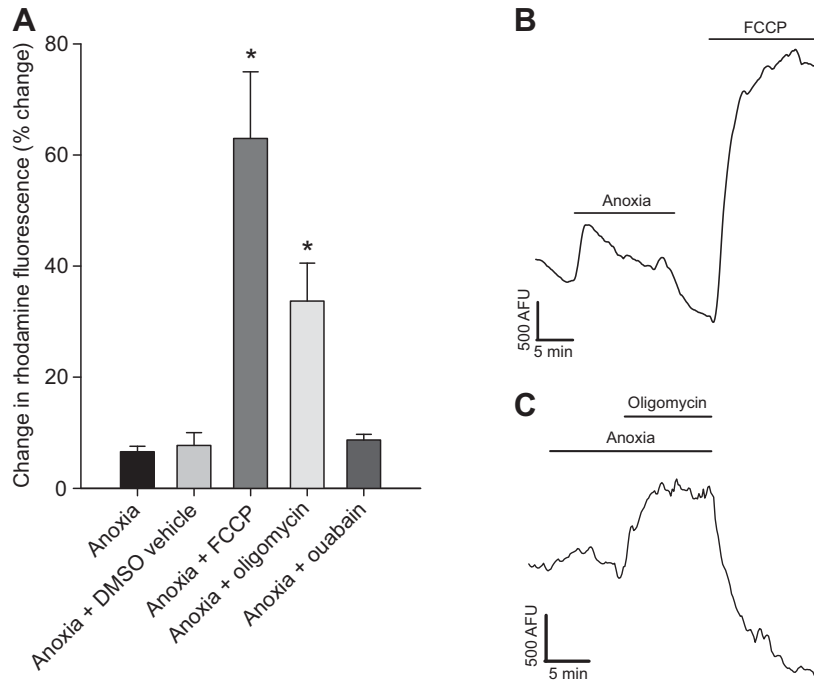 A
Change in rhodamine fluorescence (% change)
80
60
40
20
0
*
*
Anoxia
Anoxia + DMSO vehicle
Anoxia + FCCP
Anoxia + oligomycin
Anoxia + ouabain
B
FCCP
Anoxia
500 AFU
5 min
C
Oligomycin
Anoxia
500 AFU
5 min